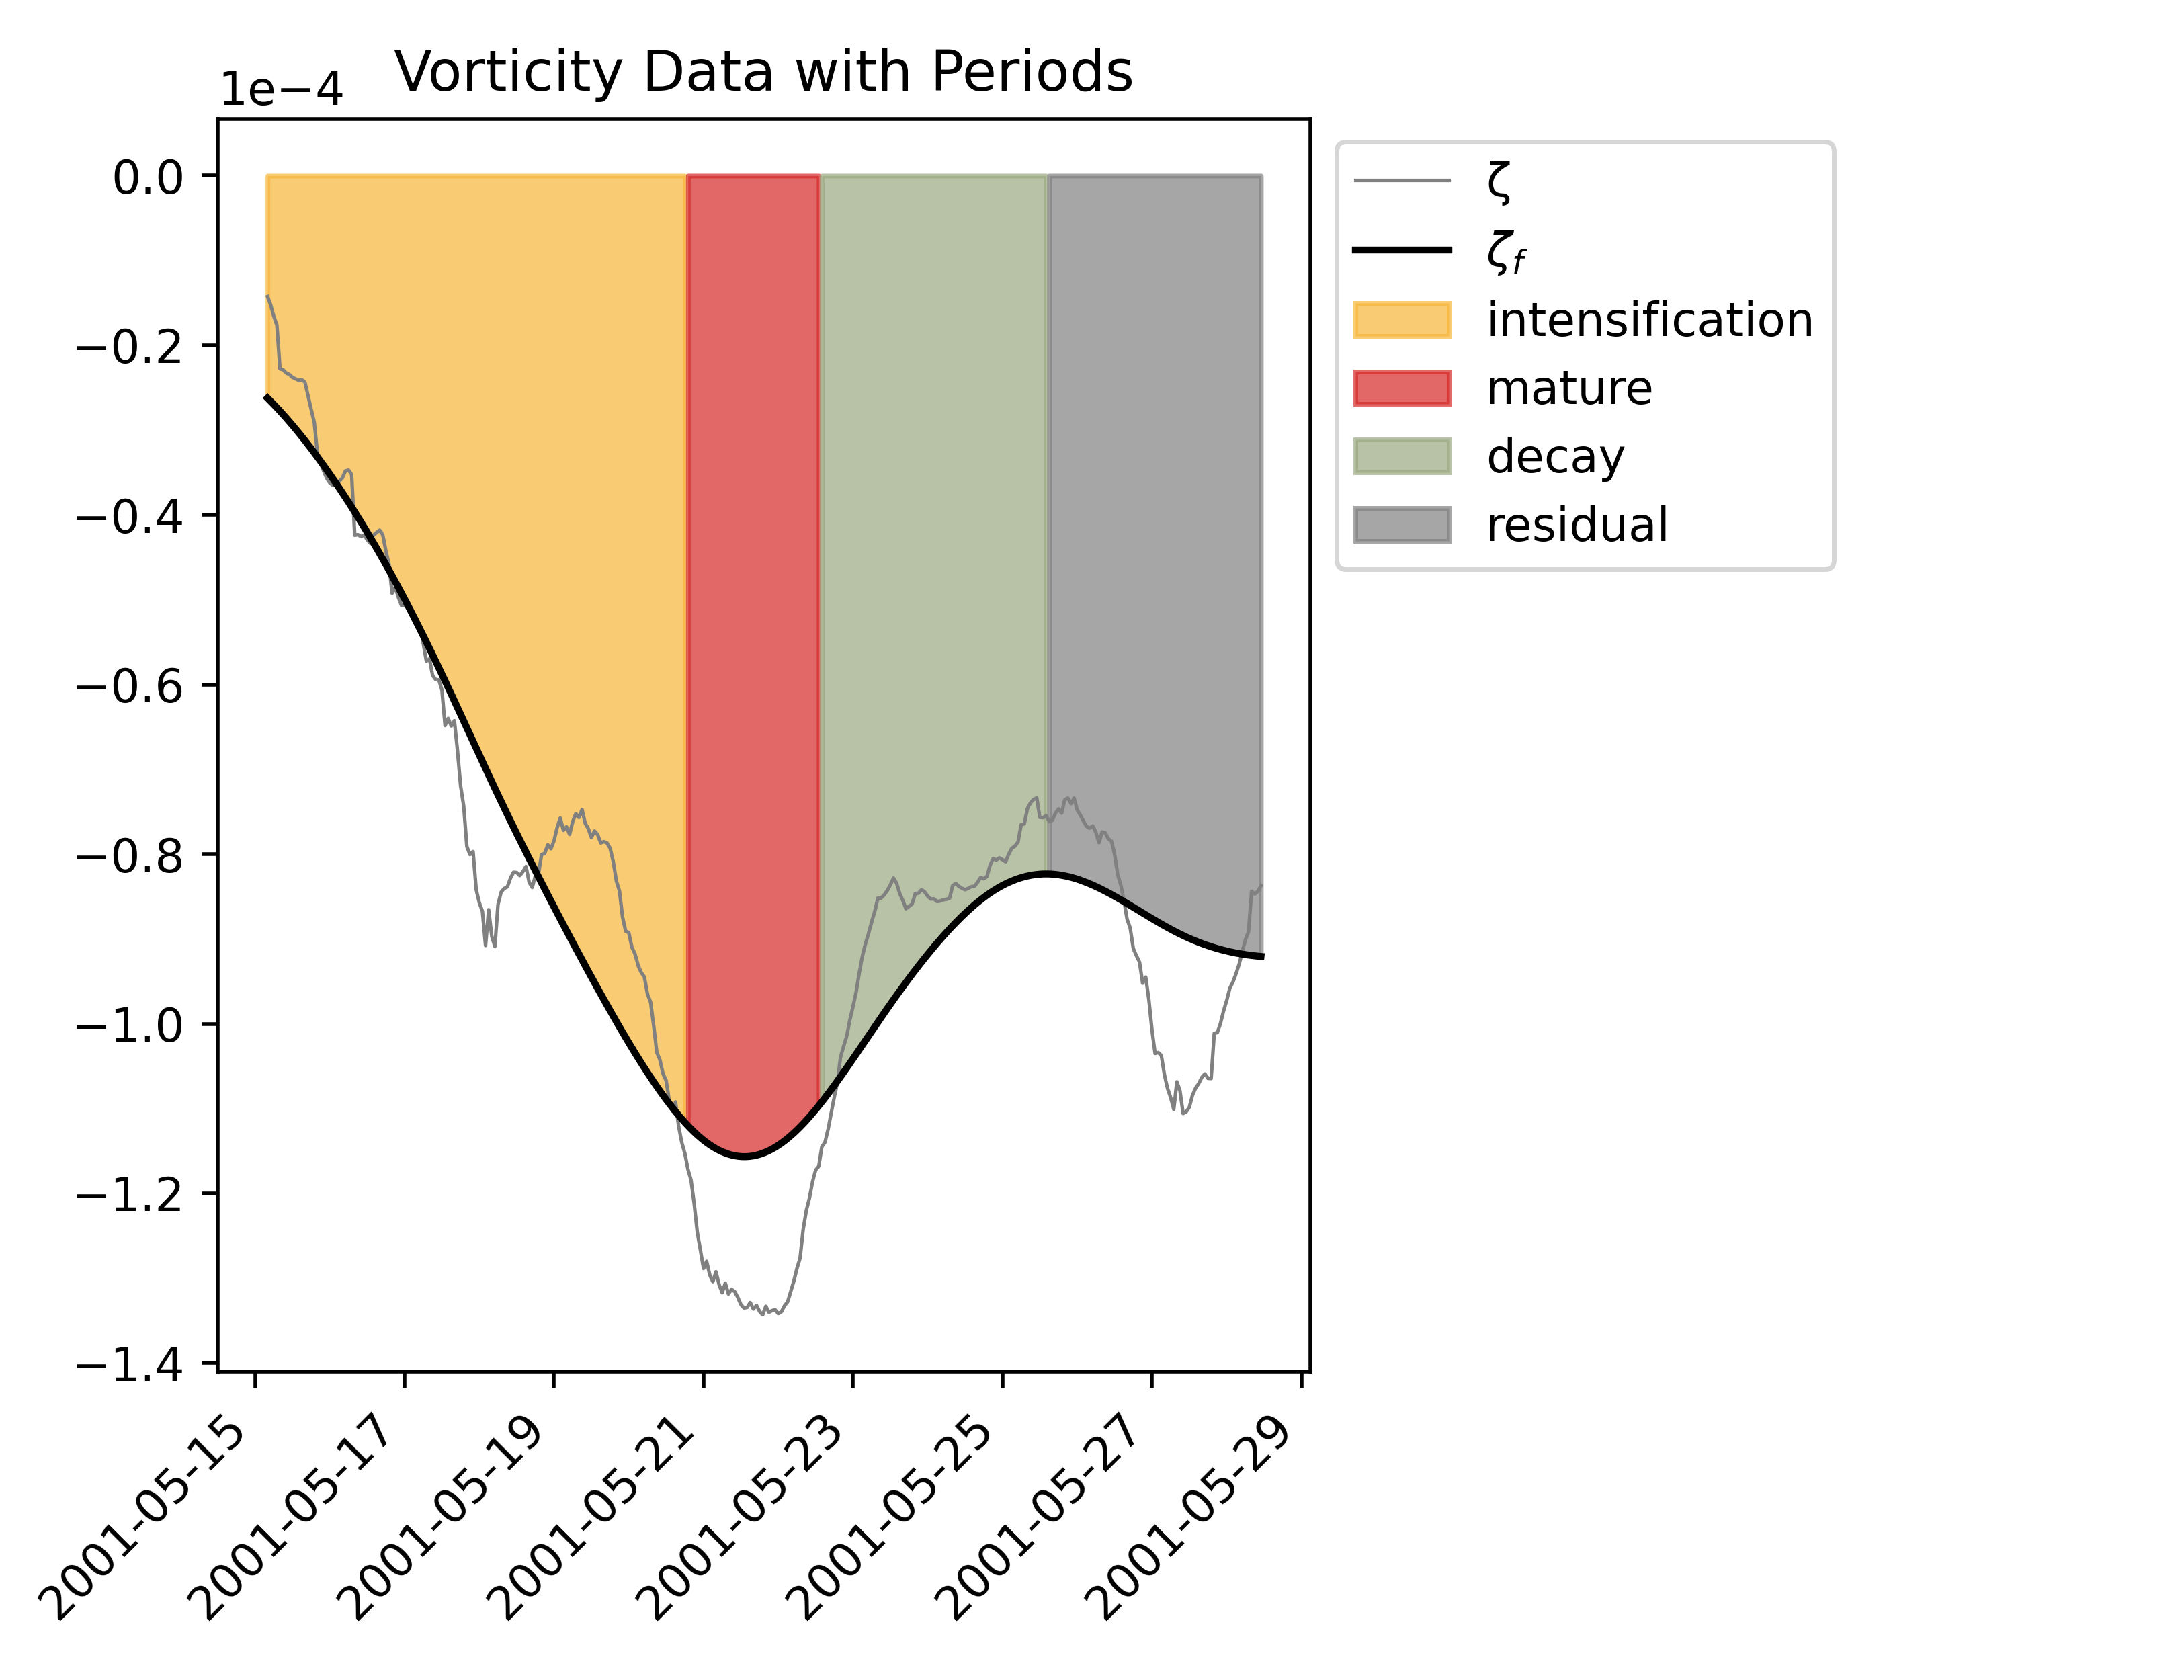 Vorticity Data with Periods
1e−4
0.0
−0.2
−0.4
−0.6
−0.8
−1.0
−1.2
−1.4
2001-05-15
2001-05-17
2001-05-19
2001-05-21
2001-05-23
2001-05-25
2001-05-27
2001-05-29
ζ
ζf
intensification
mature
decay
residual